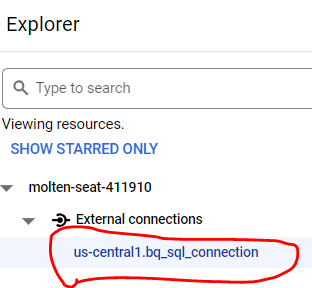 Explorer
Type to search
Viewing resources.
SHOW STARRED ONLY
molten-seat-411910
External connections
us-central1.bq_sql_connection